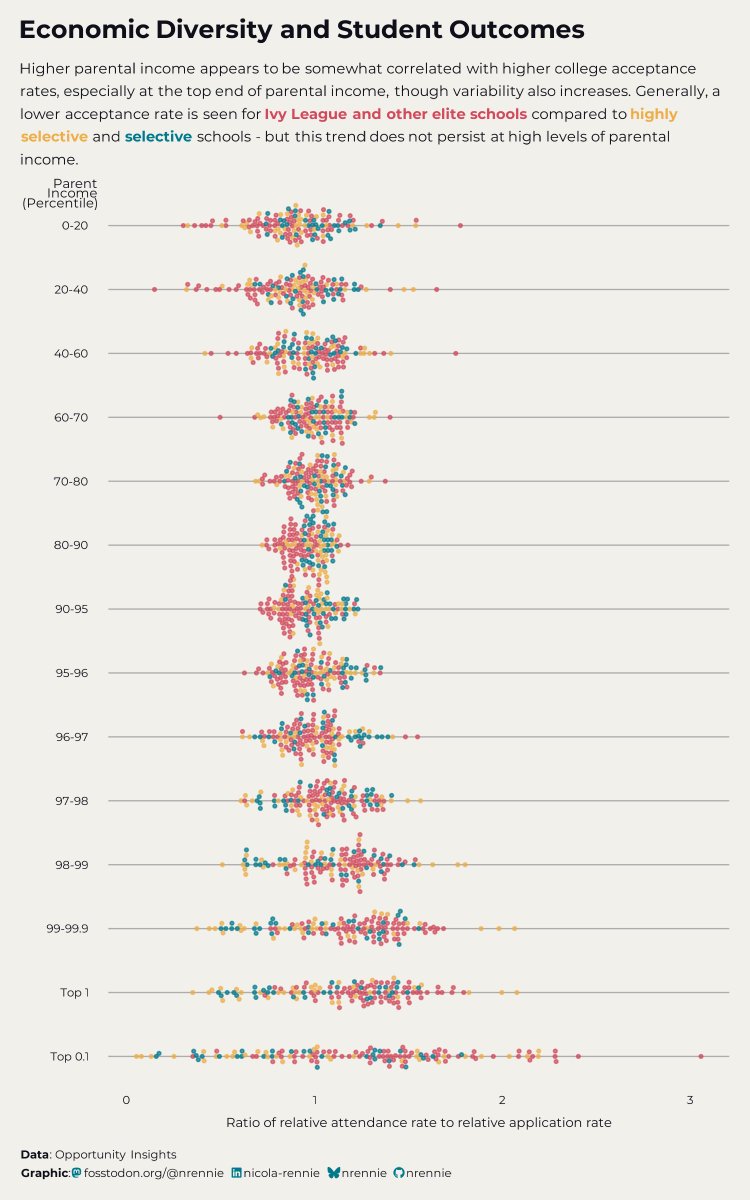 Economic Diversity and Student Outcomes
Higher parental income appears to be somewhat correlated with higher college acceptance
rates, especially at the top end of parental income, though variability also increases. Generally, a
lower acceptance rate is seen for Ivy League and other elite schools compared to highly
selective and selective schools - but this trend does not persist at high levels of parental
income.
Parent
Income
(Percentile)
0-20
20-40
40-60
60-70
70-80
80-90
90-95
95-96
96-97
97-98
98-99
99-99.9
Top 1
Top 0.1
0 1 2 3
Ratio of relative attendance rate to relative application rate
Data: Opportunity Insights
Graphic: fosstodon.org/@nrennie nicola-rennie nrennie nrennie